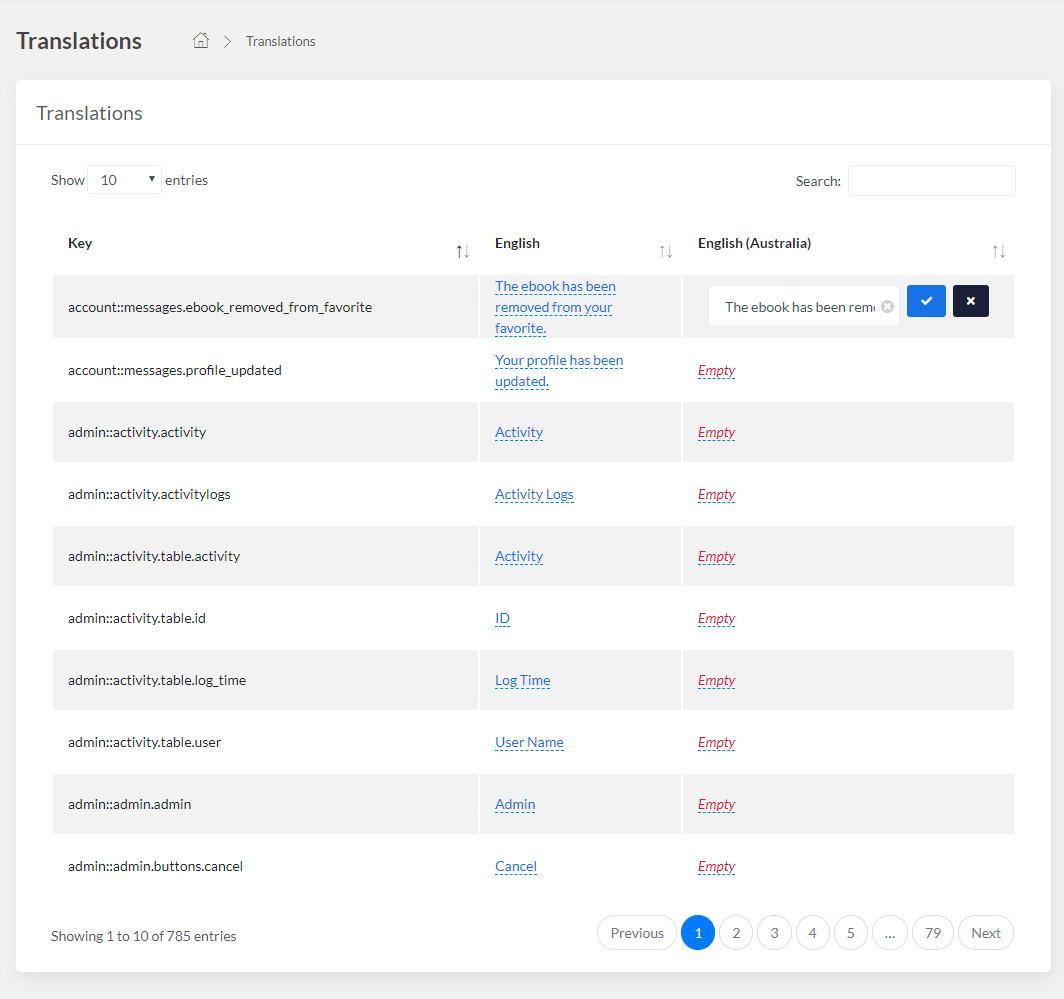 Translations
Translations
Translations
Show 10 entries
Search:
Key English English (Australia)
The ebook has been
account::messages.ebook_removed_from_favorite removed from your The ebook has been rem
favorite.
Your profile has been
account::messages.profile_updated Empty
updated.
admin::activity.activity Activity Empty
admin::activity.activitylogs Activity Logs Empty
admin::activity.table.activity Activity Empty
admin::activity.table.id ID Empty
admin::activity.table.log_time Log Time Empty
admin::activity.table.user User Name Empty
admin::admin.admin Admin Empty
admin::admin.buttons.cancel Cancel Empty
Showing 1 to 10 of 785 entries
Previous 1 2 3 4 5 ... 79 Next